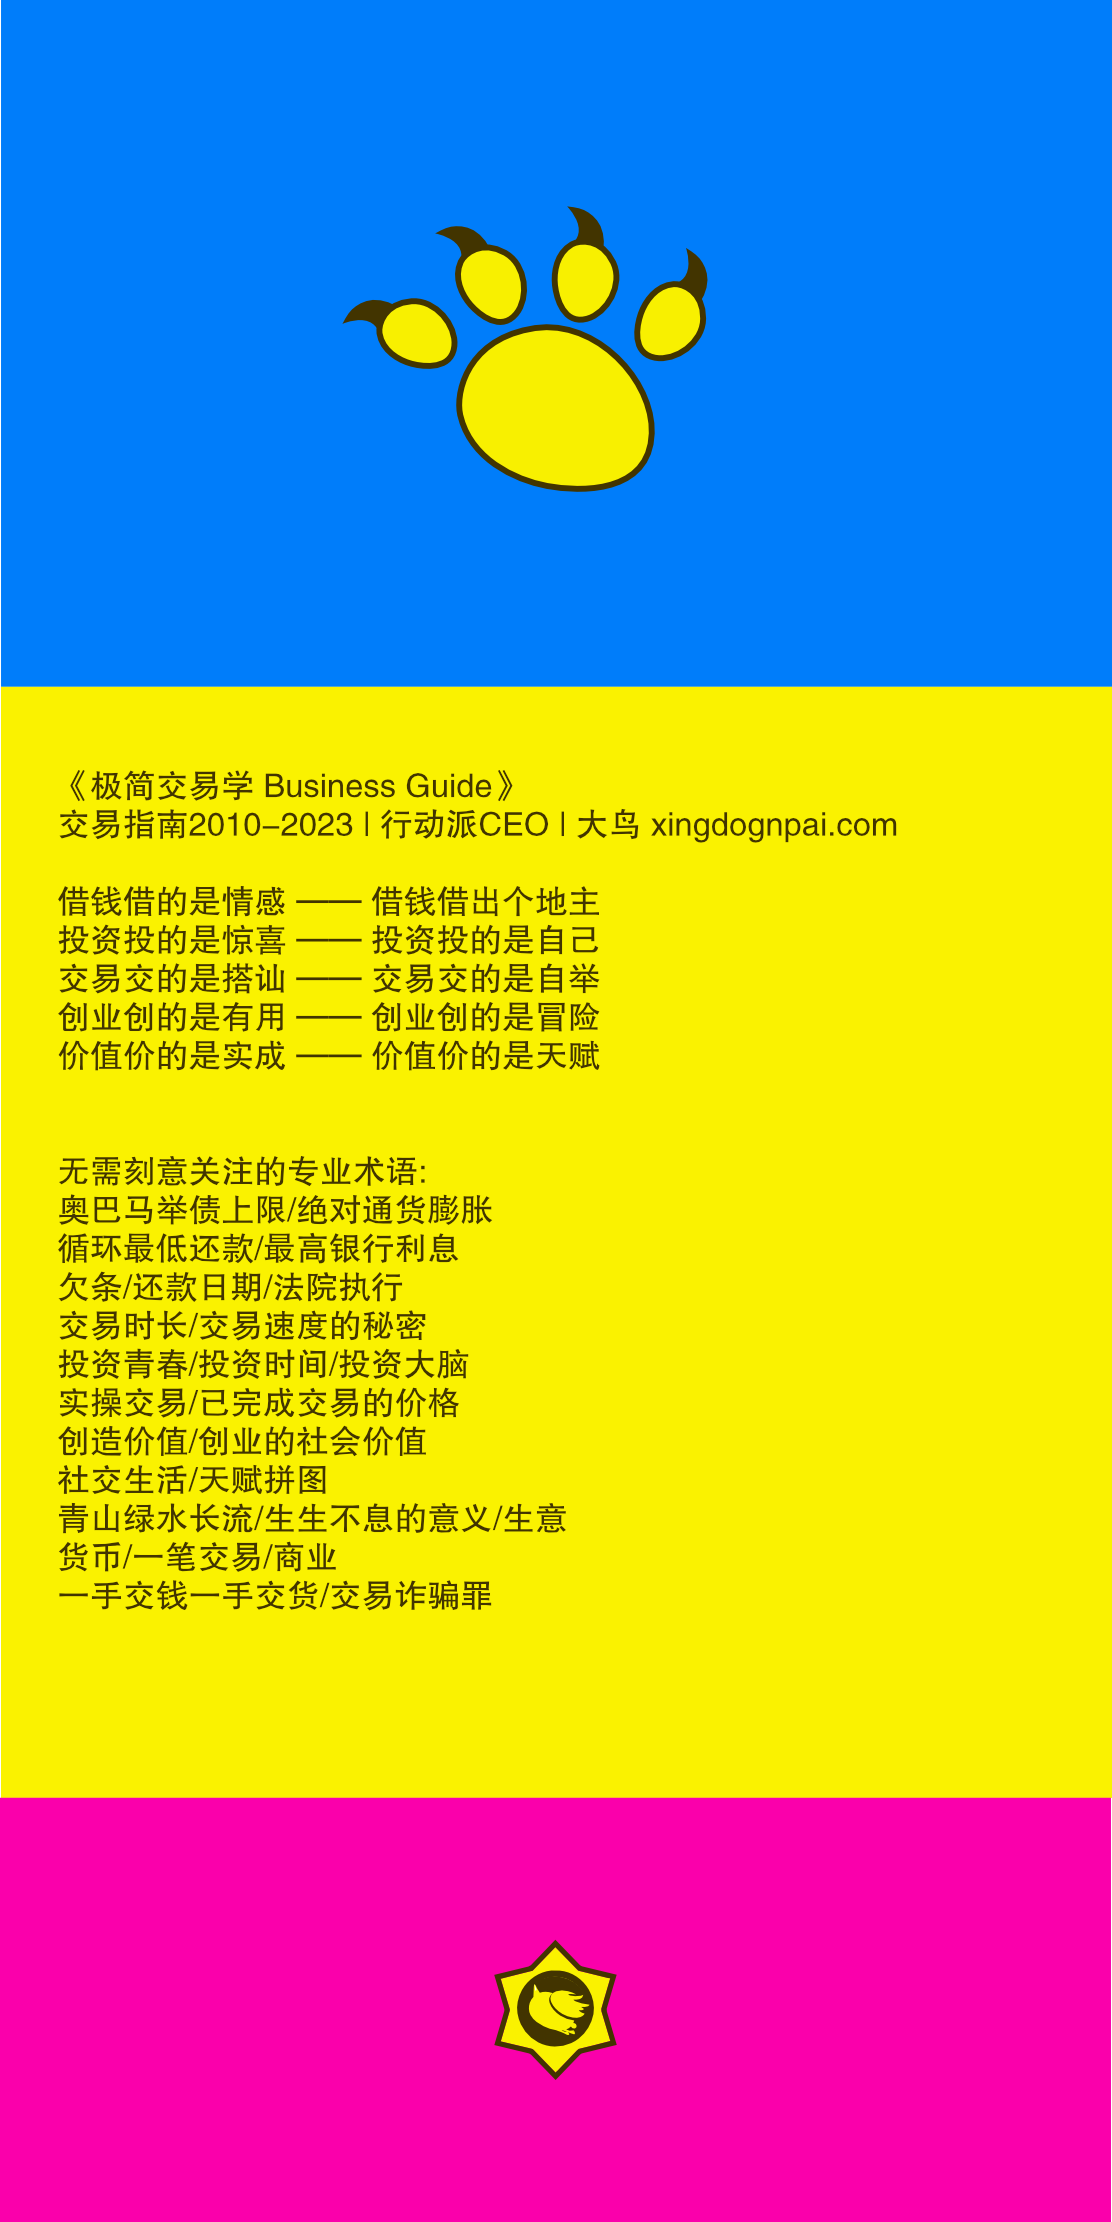 《极简交易学 Business Guide》
交易指南2010-2023 | 行动派CEO | 大鸟 xingdognpai.com
借钱借的是情感 —— 借钱借出个地主
投资投的是惊喜 —— 投资投的是自己
交易交的是搭讪 —— 交易交的是自举
创业创的是有用 —— 创业创的是冒险
价值价的是实成 —— 价值价的是天赋
无需刻意关注的专业术语:
奥巴马举债上限/绝对通货膨胀
循环最低还款/最高银行利息
欠条/还款日期/法院执行
交易时长/交易速度的秘密
投资青春/投资时间/投资大脑
实操交易/已完成交易的价格
创造价值/创业的社会价值
社交生活/天赋拼图
青山绿水长流/生生不息的意义/生意
货币/一笔交易/商业
一手交钱一手交货/交易诈骗罪